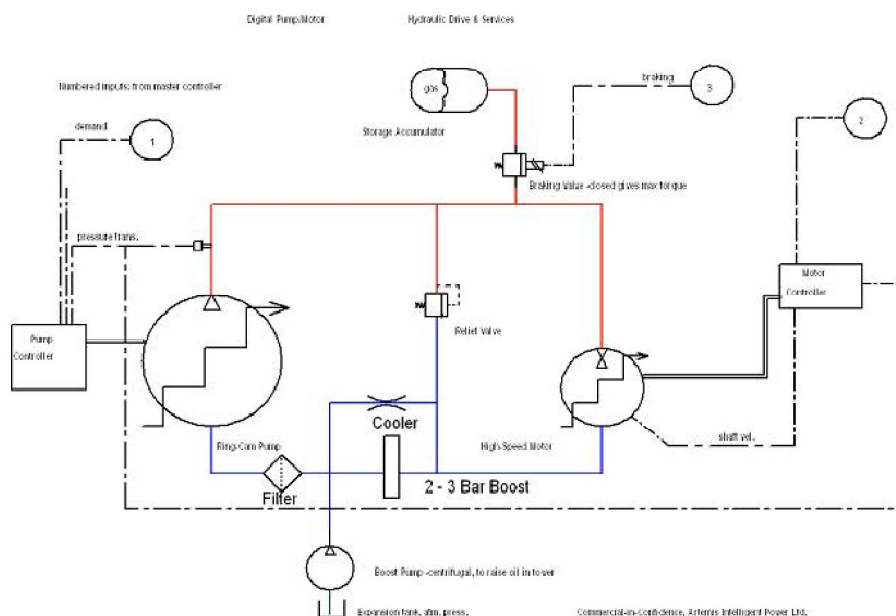 Digital Pump/Motor
Hydraulic Drive & Services
Numbered inputs: from master controller
gas
braking
3
demand
1
2
Storage Accumulator
Braking Valve -closed gives max torque
pressure trans.
Motor
Controller
Pump
Controller
Relief Valve
Cooler
Ring-Cam Pump
High-Speed Motor
shaft vel.
Filter
2 - 3 Bar Boost
Boost Pump -centrifugal, to raise oil in tower
Expansion tank, atm. press.
Commercial-in-Confidence, Artemis Intelligent Power Ltd.